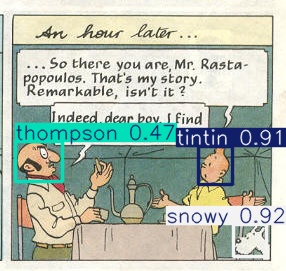 An hour later...
...So there you are, Mr. Rasta-
popoulos. That's my story.
Remarkable, isn't it?
Indeed, dear boy, I find
thompson 0.47
tintin 0.91
snowy 0.92